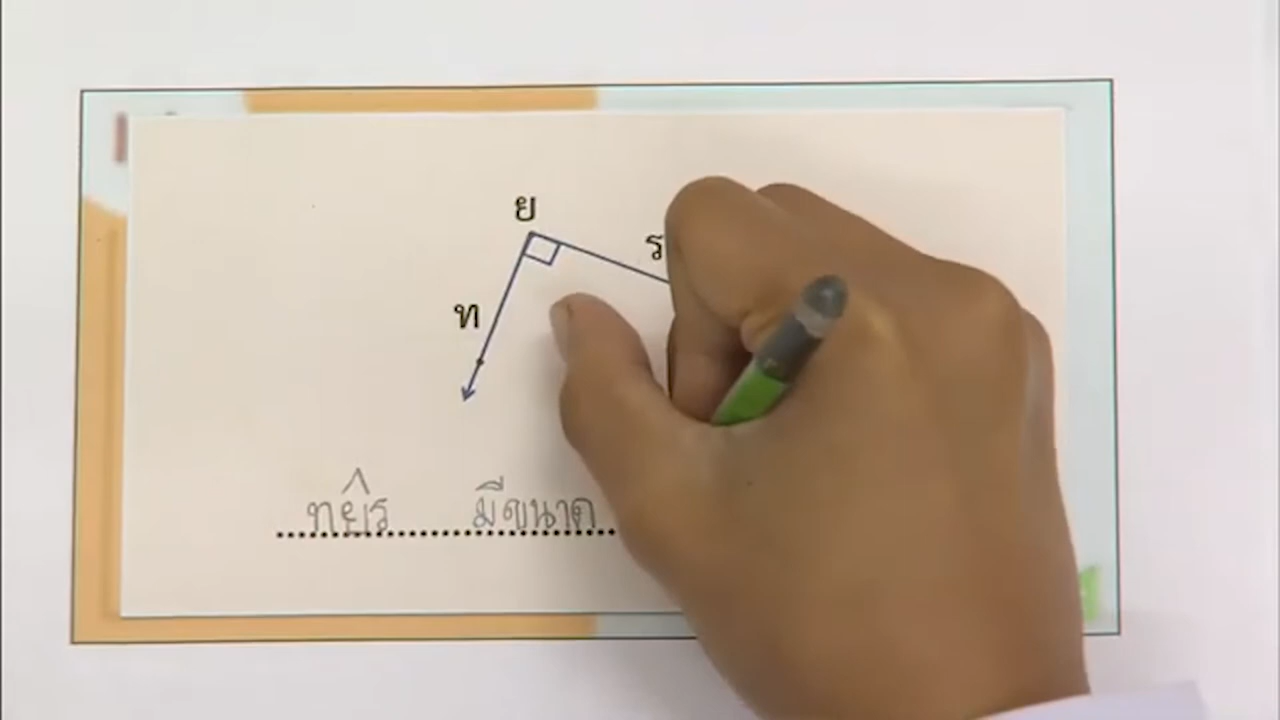 ย
ร
ท
ทย̂ร มีขนาด